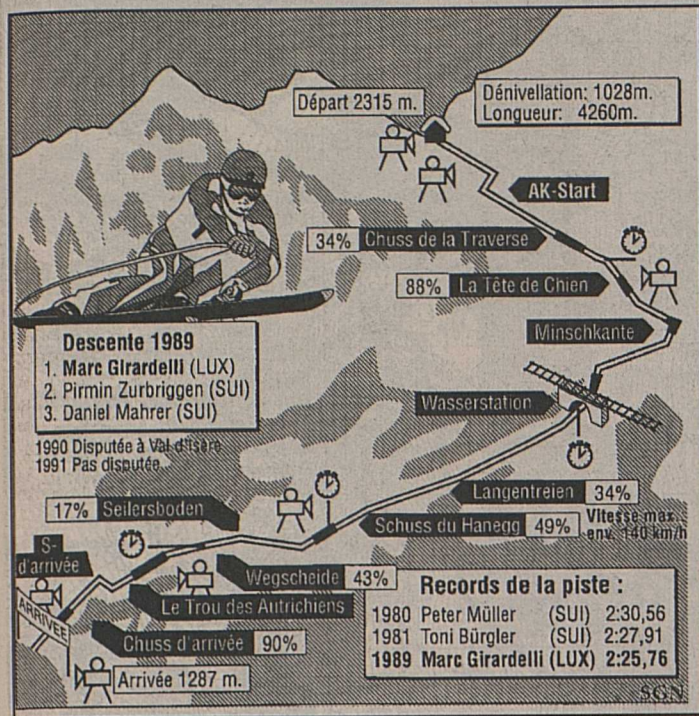 Départ 2315 m.
Dénivellation: 1028m.
Longueur: 4260m.
AK-Start
34% Chuss de la Traverse
88% La Tête de Chien
Minschkante
Descente 1989
1. Marc Girardelli (LUX)
2. Pirmin Zurbriggen (SUI)
3. Daniel Mahrer (SUI)
1990 Disputée à Val d'Isère
1991 Pas disputée
Wasserstation
Langentreien 34%
17% Seilersboden
Schuss du Hanegg 49%
Vitesse max.
env. 140 km/h
S-
d'arrivée
Wegscheide 43%
Le Trou des Autrichiens
ARRIVEE
Chuss d'arrivée 90%
Arrivée 1287 m.
Records de la piste :
1980 Peter Müller (SUI) 2:30,56
1981 Toni Bürgler (SUI) 2:27,91
1989 Marc Girardelli (LUX) 2:25,76
SGN